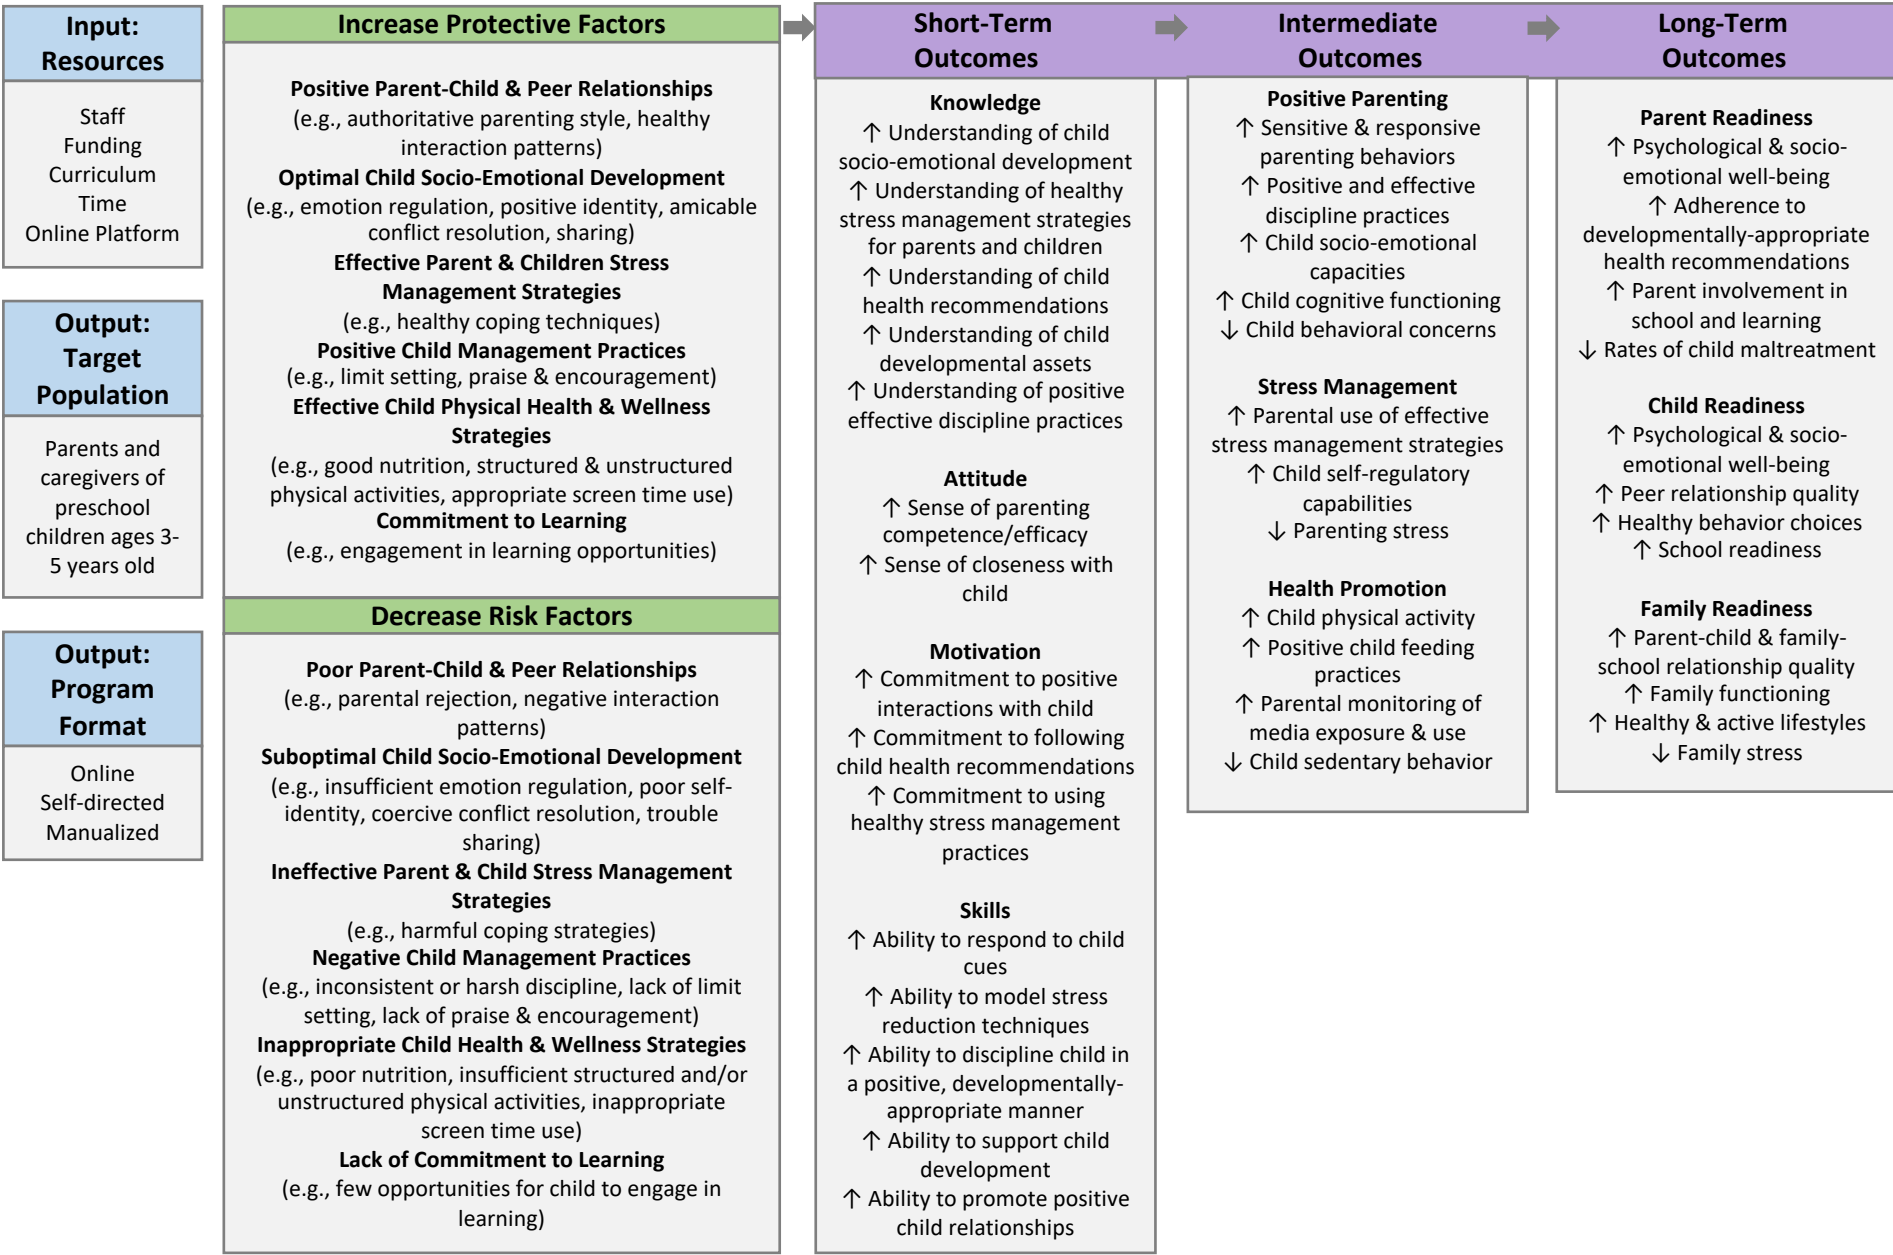 Input:
Resources
Staff
Funding
Curriculum
Time
Online Platform
Output:
Target
Population
Parents and
caregivers of
preschool
children ages 3-
5 years old
Output:
Program
Format
Online
Self-directed
Manualized
Increase Protective Factors
Positive Parent-Child & Peer Relationships
(e.g., authoritative parenting style, healthy
interaction patterns)
Optimal Child Socio-Emotional Development
(e.g., emotion regulation, positive identity, amicable
conflict resolution, sharing)
Effective Parent & Children Stress
Management Strategies
(e.g., healthy coping techniques)
Positive Child Management Practices
(e.g., limit setting, praise & encouragement)
Effective Child Physical Health & Wellness
Strategies
(e.g., good nutrition, structured & unstructured
physical activities, appropriate screen time use)
Commitment to Learning
(e.g., engagement in learning opportunities)
Decrease Risk Factors
Poor Parent-Child & Peer Relationships
(e.g., parental rejection, negative interaction
patterns)
Suboptimal Child Socio-Emotional Development
(e.g., insufficient emotion regulation, poor self-
identity, coercive conflict resolution, trouble
sharing)
Ineffective Parent & Child Stress Management
Strategies
(e.g., harmful coping strategies)
Negative Child Management Practices
(e.g., inconsistent or harsh discipline, lack of limit
setting, lack of praise & encouragement)
Inappropriate Child Health & Wellness Strategies
(e.g., poor nutrition, insufficient structured and/or
unstructured physical activities, inappropriate
screen time use)
Lack of Commitment to Learning
(e.g., few opportunities for child to engage in
learning)
Short-Term
Outcomes
Knowledge
↑ Understanding of child
socio-emotional development
↑ Understanding of healthy
stress management strategies
for parents and children
↑ Understanding of child
health recommendations
↑ Understanding of child
developmental assets
↑ Understanding of positive
effective discipline practices
Attitude
↑ Sense of parenting
competence/efficacy
↑ Sense of closeness with
child
Motivation
↑ Commitment to positive
interactions with child
↑ Commitment to following
child health recommendations
↑ Commitment to using
healthy stress management
practices
Skills
↑ Ability to respond to child
cues
↑ Ability to model stress
reduction techniques
↑ Ability to discipline child in
a positive, developmentally-
appropriate manner
↑ Ability to support child
development
↑ Ability to promote positive
child relationships
Intermediate
Outcomes
Positive Parenting
↑ Sensitive & responsive
parenting behaviors
↑ Positive and effective
discipline practices
↑ Child socio-emotional
capacities
↑ Child cognitive functioning
↓ Child behavioral concerns
Stress Management
↑ Parental use of effective
stress management strategies
↑ Child self-regulatory
capabilities
↓ Parenting stress
Health Promotion
↑ Child physical activity
↑ Positive child feeding
practices
↑ Parental monitoring of
media exposure & use
↓ Child sedentary behavior
Long-Term
Outcomes
Parent Readiness
↑ Psychological & socio-
emotional well-being
↑ Adherence to
developmentally-appropriate
health recommendations
↑ Parent involvement in
school and learning
↓ Rates of child maltreatment
Child Readiness
↑ Psychological & socio-
emotional well-being
↑ Peer relationship quality
↑ Healthy behavior choices
↑ School readiness
Family Readiness
↑ Parent-child & family-
school relationship quality
↑ Family functioning
↑ Healthy & active lifestyles
↓ Family stress